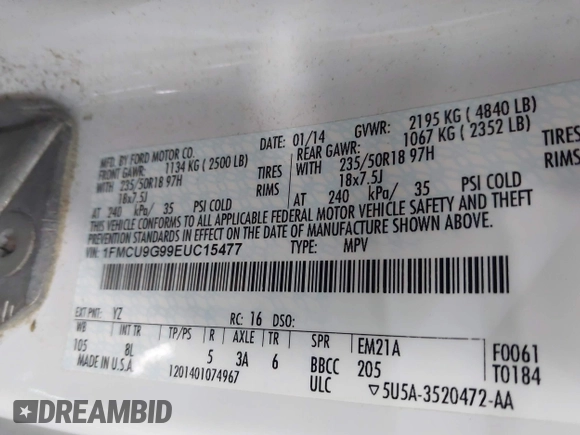 MFD. BY FORD MOTOR CO.
DATE: 01/14 GVWR: 2195 KG ( 4840 LB)
FRONT GAWR: 1134 KG ( 2500 LB) REAR GAWR: 1067 KG ( 2352 LB)
WITH 235/50R18 97H TIRES WITH 235/50R18 97H TIRES
18x7.5J RIMS 18x7.5J RIMS
AT 240 kPa/ 35 PSI COLD AT 240 kPa/ 35 PSI COLD
THIS VEHICLE CONFORMS TO ALL APPLICABLE FEDERAL MOTOR VEHICLE SAFETY AND THEFT
PREVENTION STANDARDS IN EFFECT ON THE DATE OF MANUFACTURE SHOWN ABOVE.
1FMCU9G99EUC15477 TYPE: MPV
EXT PNT: YZ RC: 16 DSO:
WB INT TR TP/PS R AXLE TR SPR EM21A F0061
105 8L 5 3A 6 BBCC 205 T0184
MADE IN U.S.A. 1201401074967 ULC ▽5U5A-3520472-AA
DREAMBID